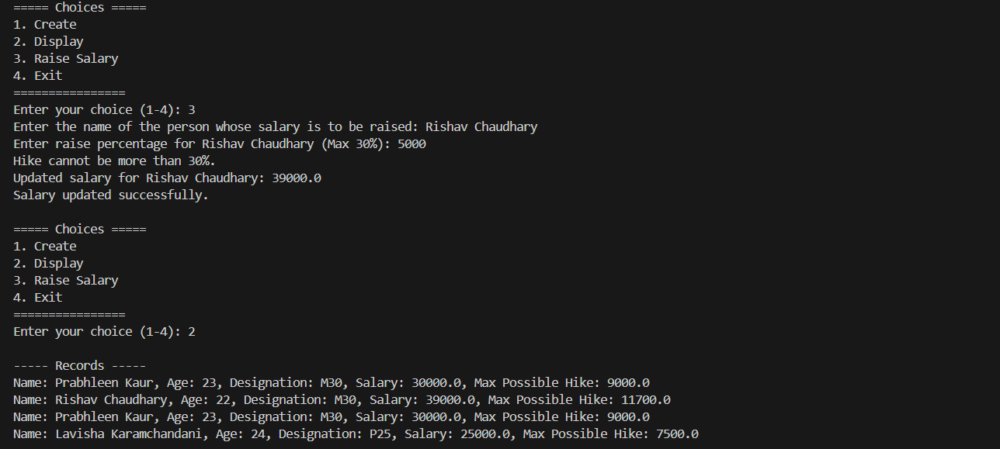 ===== Choices =====
1. Create
2. Display
3. Raise Salary
4. Exit
================
Enter your choice (1-4): 3
Enter the name of the person whose salary is to be raised: Rishav Chaudhary
Enter raise percentage for Rishav Chaudhary (Max 30%): 5000
Hike cannot be more than 30%.
Updated salary for Rishav Chaudhary: 39000.0
Salary updated successfully.
===== Choices =====
1. Create
2. Display
3. Raise Salary
4. Exit
================
Enter your choice (1-4): 2
----- Records -----
Name: Prabhleen Kaur, Age: 23, Designation: M30, Salary: 30000.0, Max Possible Hike: 9000.0
Name: Rishav Chaudhary, Age: 22, Designation: M30, Salary: 39000.0, Max Possible Hike: 11700.0
Name: Prabhleen Kaur, Age: 23, Designation: M30, Salary: 30000.0, Max Possible Hike: 9000.0
Name: Lavisha Karamchandani, Age: 24, Designation: P25, Salary: 25000.0, Max Possible Hike: 7500.0